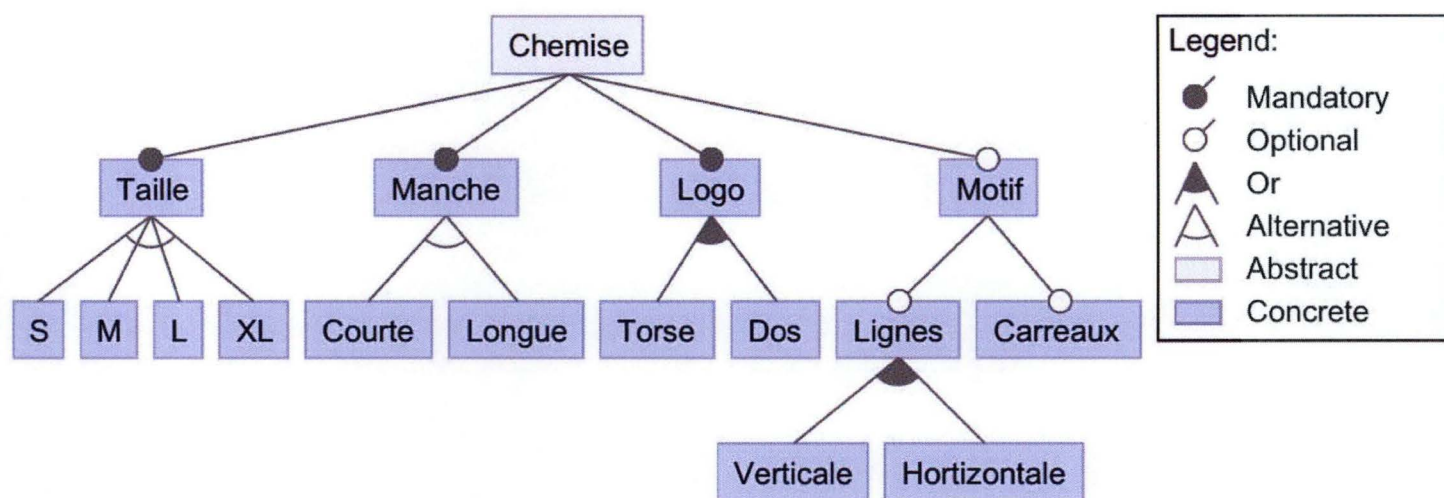 Chemise
Legend:
Mandatory
Optional
Or
Alternative
Abstract
Concrete
Taille Manche Logo Motif
S M L XL Courte Longue Torse Dos Lignes Carreaux
Verticale Hortizontale